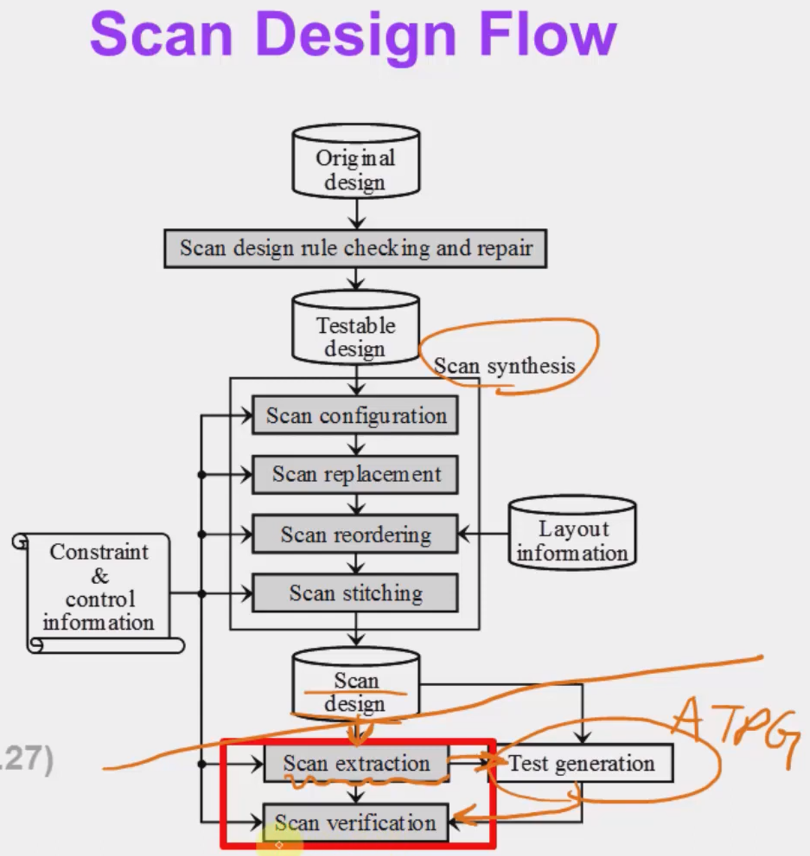 Scan Design Flow
Original
design
Scan design rule checking and repair
Testable
design
Scan synthesis
Scan configuration
Scan replacement
Scan reordering
Layout
information
Constraint
&
control
information
Scan stitching
Scan
design
ATPG
.27)
Scan extraction
Test generation
Scan verification